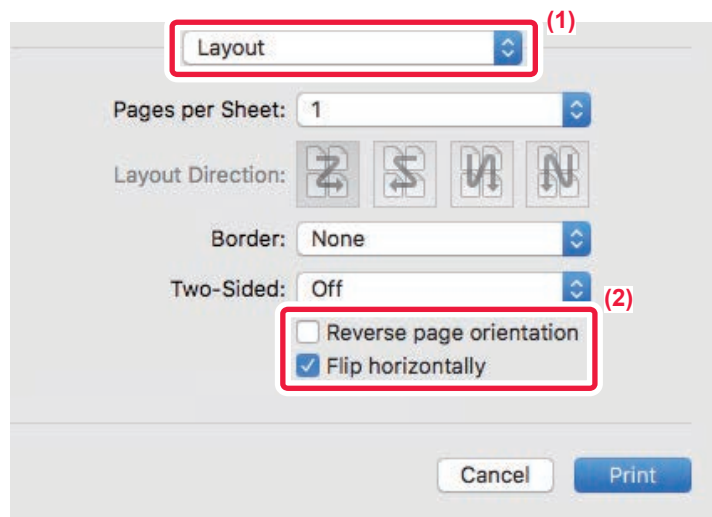 (1)
Layout
Pages per Sheet: 1
Layout Direction:
Border: None
Two-Sided: Off
(2)
Reverse page orientation
Flip horizontally
Cancel Print